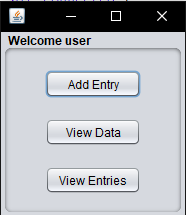 Welcome user
Add Entry
View Data
View Entries